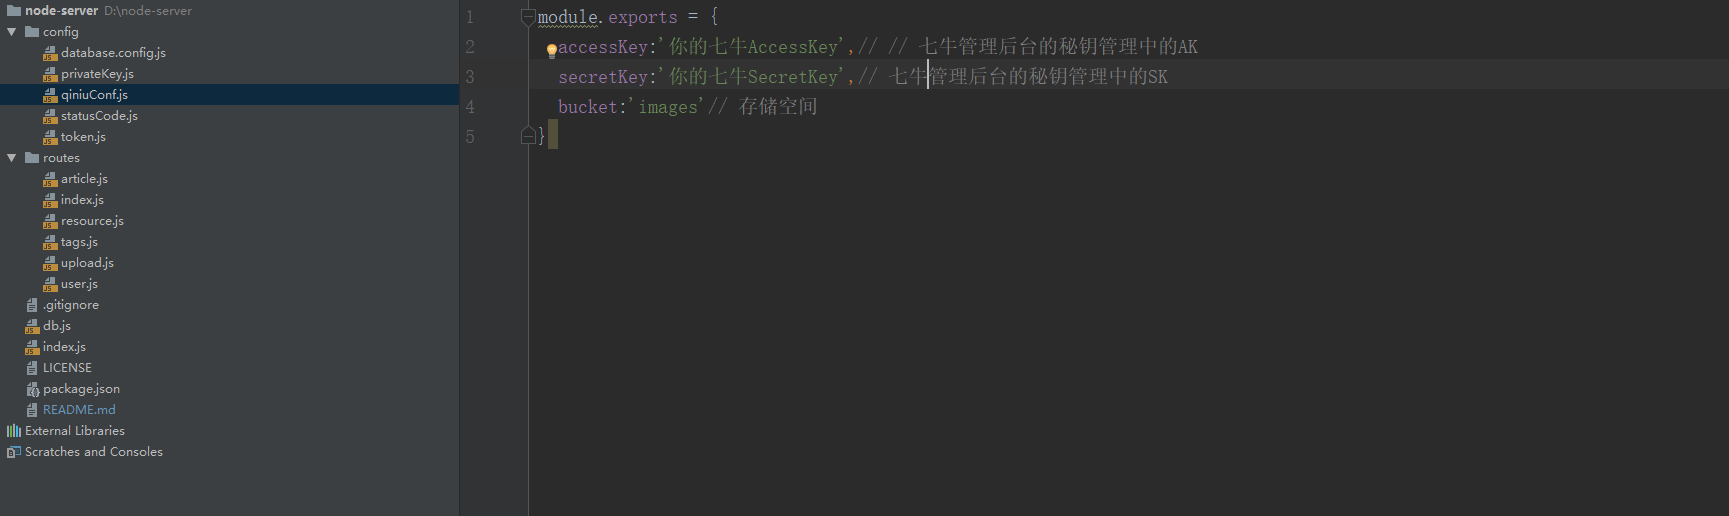 node-server D:\node-server
config
database.config.js
privateKey.js
qiniuConf.js
statusCode.js
token.js
routes
article.js
index.js
resource.js
tags.js
upload.js
user.js
.gitignore
db.js
index.js
LICENSE
package.json
README.md
External Libraries
Scratches and Consoles
1 module.exports = {
2 accessKey:'你的七牛AccessKey',// // 七牛管理后台的秘钥管理中的AK
3 secretKey:'你的七牛SecretKey',// 七牛管理后台的秘钥管理中的SK
4 bucket:'images'// 存储空间
5 }